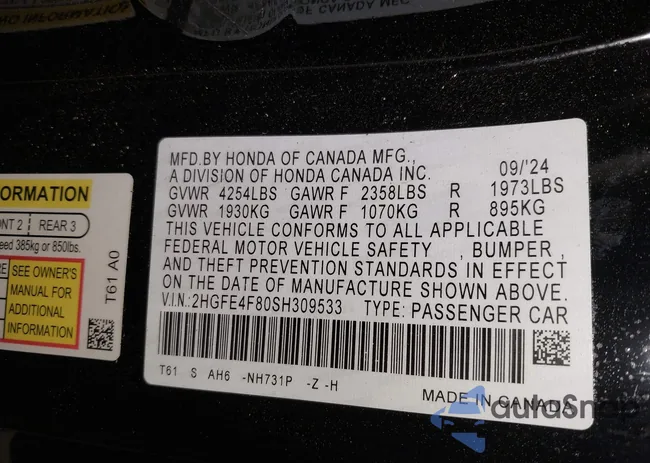 MFD.BY HONDA OF CANADA MFG.,
A DIVISION OF HONDA CANADA INC. 09/'24
GVWR 4254LBS GAWR F 2358LBS R 1973LBS
GVWR 1930KG GAWR F 1070KG R 895KG
THIS VEHICLE CONFORMS TO ALL APPLICABLE
FEDERAL MOTOR VEHICLE SAFETY , BUMPER ,
AND THEFT PREVENTION STANDARDS IN EFFECT
ON THE DATE OF MANUFACTURE SHOWN ABOVE.
V.I.N.:2HGFE4F80SH309533 TYPE: PASSENGER CAR
T61 S AH6 -NH731P -Z -H
MADE IN CANADA
FORMATION
ONT 2 REAR 3
eed 385kg or 850lbs.
RE SEE OWNER'S
MANUAL FOR
ADDITIONAL
INFORMATION
T61 A0
autoSnap